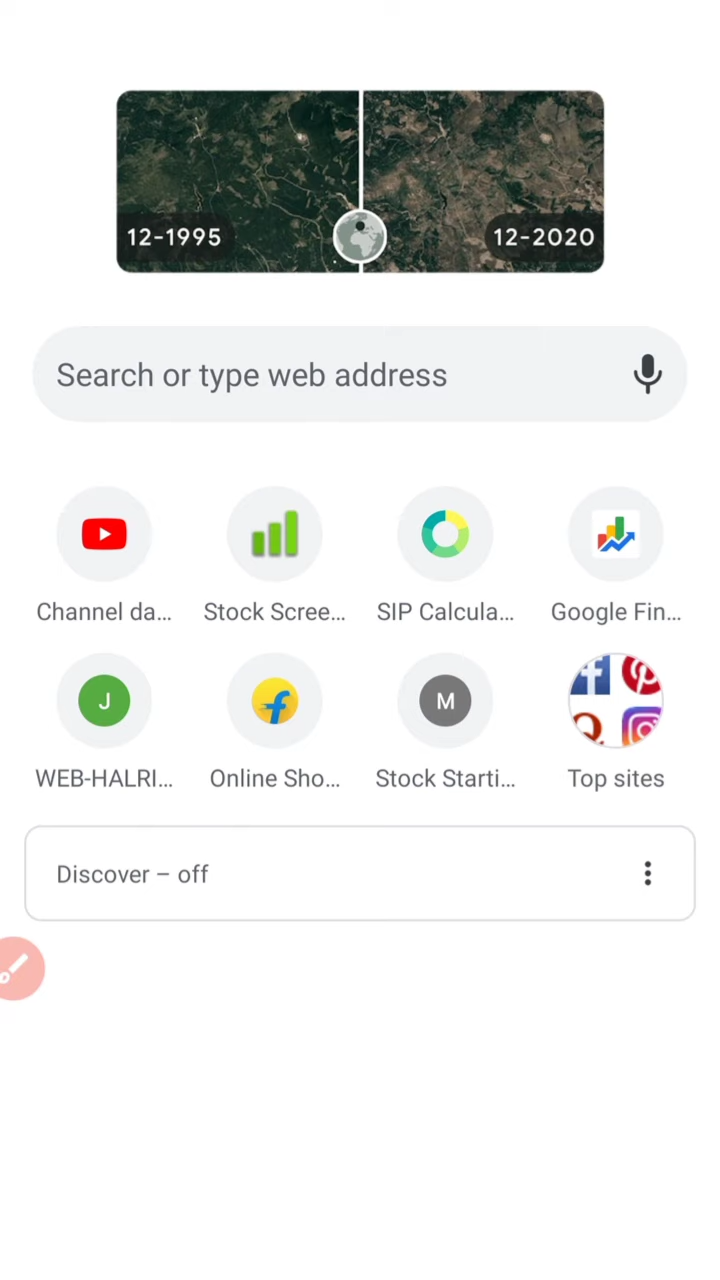 12-1995
12-2020
Search or type web address
Channel da...
Stock Scree...
SIP Calcula...
Google Fin...
J
M
WEB-HALRI...
Online Sho...
Stock Starti...
Top sites
Discover – off